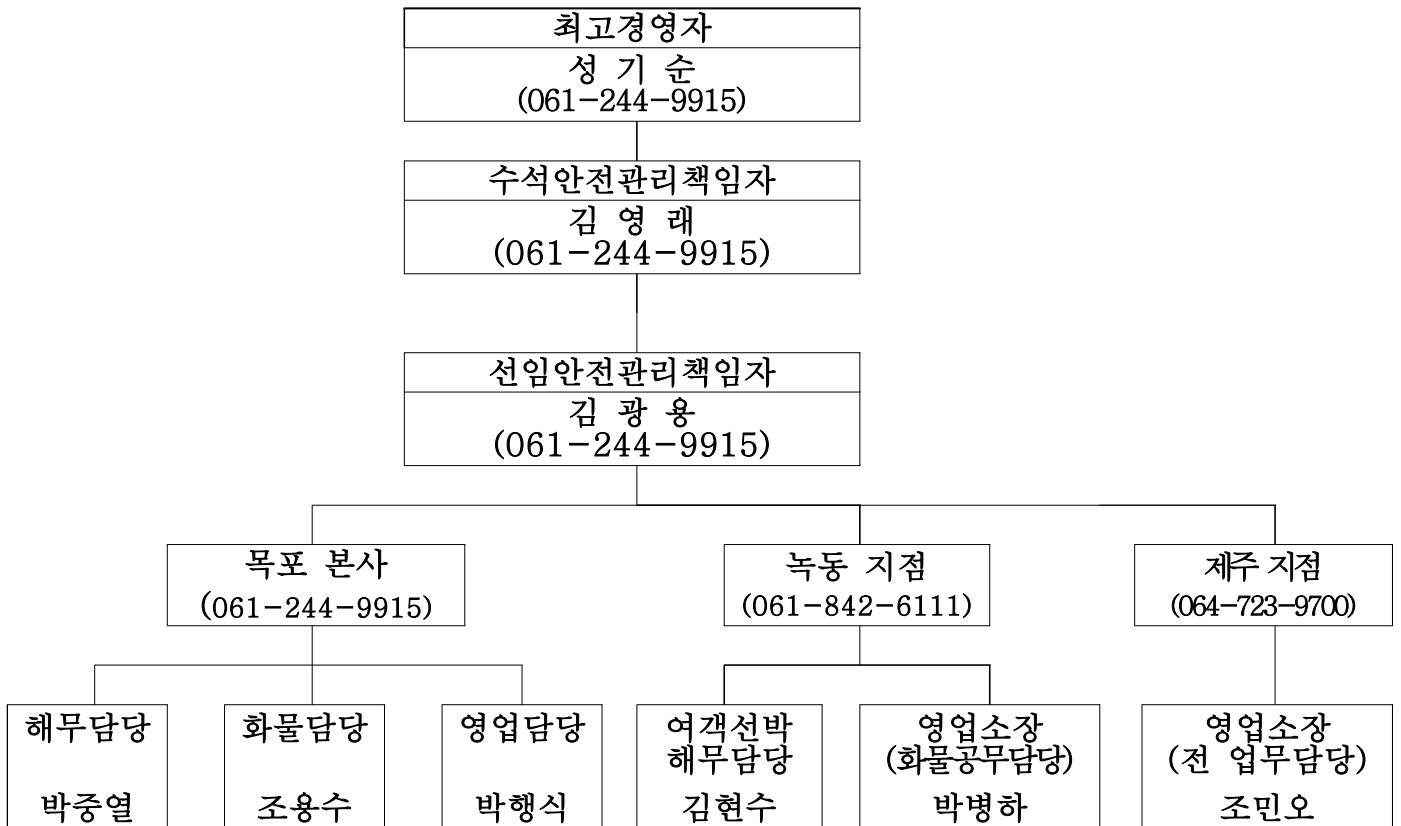 최고경영자
성 기 순
(061-244-9915)
수석안전관리책임자
김 영 래
(061-244-9915)
선임안전관리책임자
김 광 용
(061-244-9915)
목포 본사
(061-244-9915)
녹동 지점
(061-842-6111)
제주 지점
(064-723-9700)
해무담당
박중열
화물담당
조용수
영업담당
박행식
여객선박
해무담당
김현수
영업소장
(화물공무담당)
박병하
영업소장
(전 업무담당)
조민오